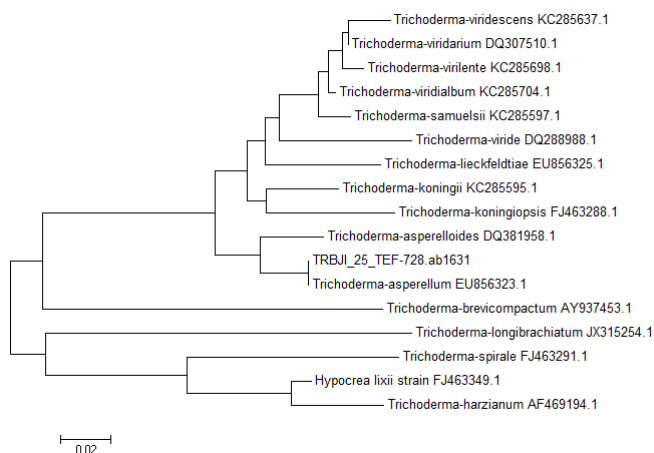 Trichoderma-viridescens KC285637.1
Trichoderma-viridarium DQ307510.1
Trichoderma-virilente KC285698.1
Trichoderma-viridialbum KC285704.1
Trichoderma-samuelsii KC285597.1
Trichoderma-viride DQ288988.1
Trichoderma-lieckfeldtiae EU856325.1
Trichoderma-koningii KC285595.1
Trichoderma-koningiopsis FJ463288.1
Trichoderma-asperelloides DQ381958.1
TRBJI_25_TEF-728.ab1631
Trichoderma-asperellum EU856323.1
Trichoderma-brevicompactum AY937453.1
Trichoderma-longibrachiatum JX315254.1
Trichoderma-spirale FJ463291.1
Hypocrea lixii strain FJ463349.1
Trichoderma-harzianum AF469194.1
0.02